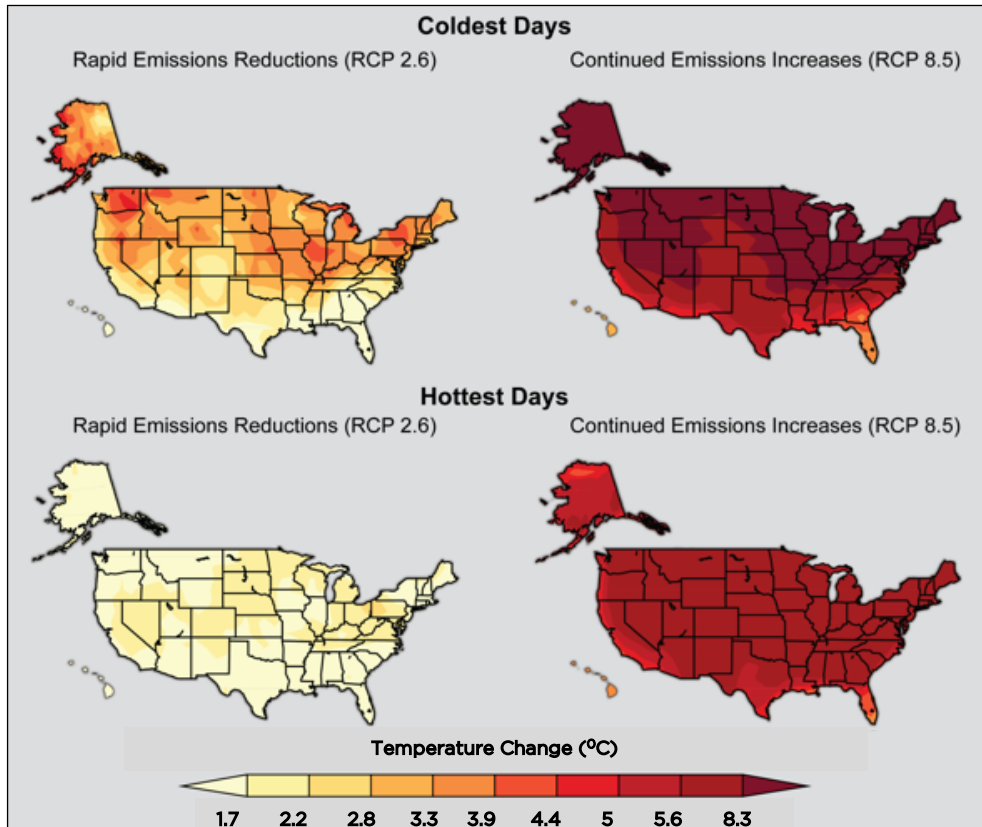 Coldest Days
Rapid Emissions Reductions (RCP 2.6)
Continued Emissions Increases (RCP 8.5)
Hottest Days
Rapid Emissions Reductions (RCP 2.6)
Continued Emissions Increases (RCP 8.5)
Temperature Change (⁰C)
1.7 2.2 2.8 3.3 3.9 4.4 5 5.6 8.3